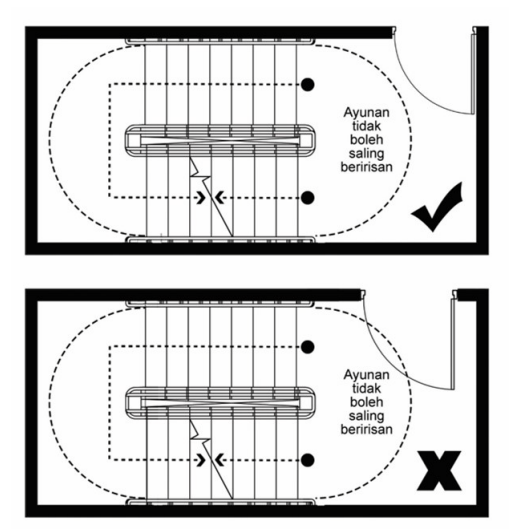 Ayunan
tidak
boleh
saling
beririsan
Ayunan
tidak
boleh
saling
beririsan